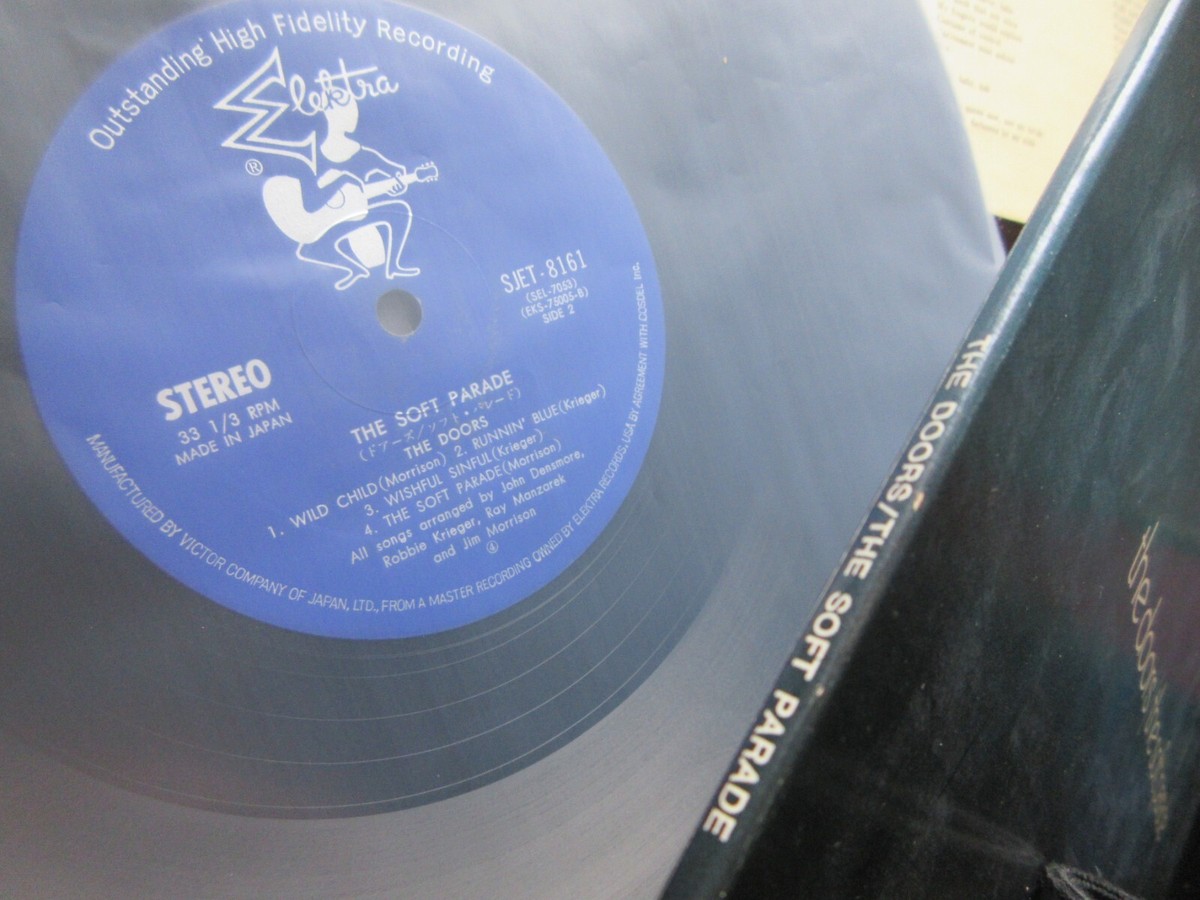 Outstanding High Fidelity Recording
Elektra
®
SJET-8161
(SEL-7053)
(EKS-75005-B)
SIDE 2
STEREO
33 1/3 RPM
MADE IN JAPAN
THE SOFT PARADE
(ドアーズ/ソフト・パレード)
THE DOORS
1. WILD CHILD(Morrison) 2. RUNNIN' BLUE(Krieger)
3. WISHFUL SINFUL(Krieger)
4. THE SOFT PARADE(Morrison)
All songs arranged by John Densmore,
Robbie Krieger, Ray Manzarek
and Jim Morrison
④
MANUFACTURED BY VICTOR COMPANY OF JAPAN, LTD., FROM A MASTER RECORDING OWNED BY ELEKTRA RECORDS, USA BY AGREEMENT WITH COSDEL Inc.
THE DOORS/THE SOFT PARADE